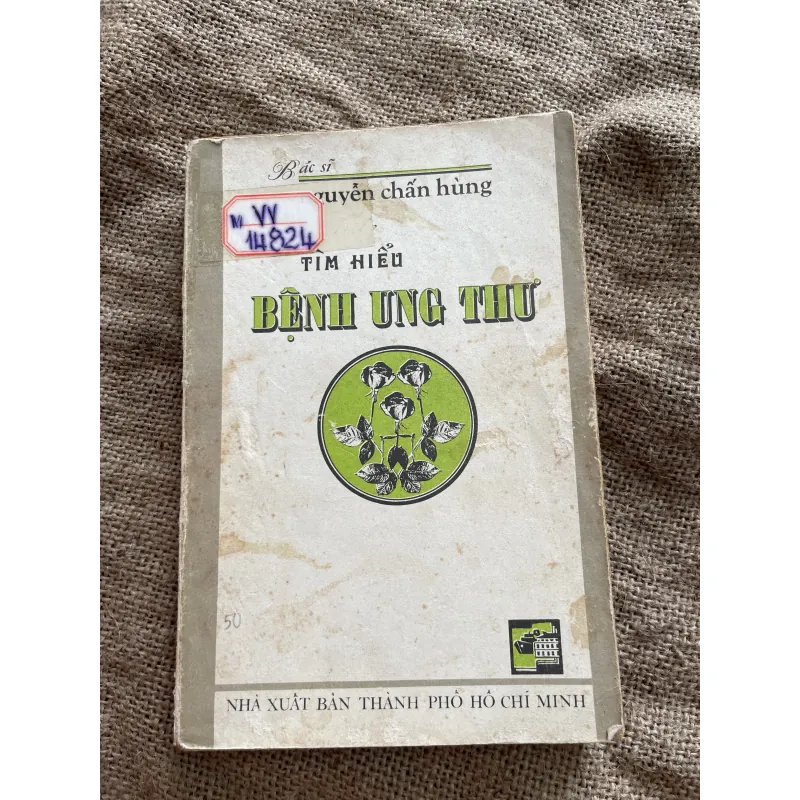 Bác sĩ
guyễn chấn hùng
VV
14824
TÌM HIỂU
BỆNH UNG THƯ
50
NHÀ XUẤT BẢN THÀNH PHỐ HỒ CHÍ MINH